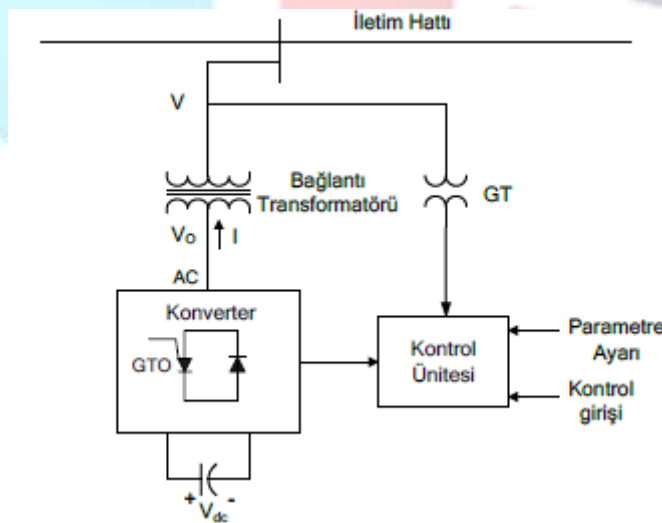 İletim Hattı
V
Bağlantı
Transformatörü
GT
Vo
I
AC
Konverter
GTO
Kontrol
Ünitesi
Parametre
Ayarı
Kontrol
girişi
+ -
Vdc